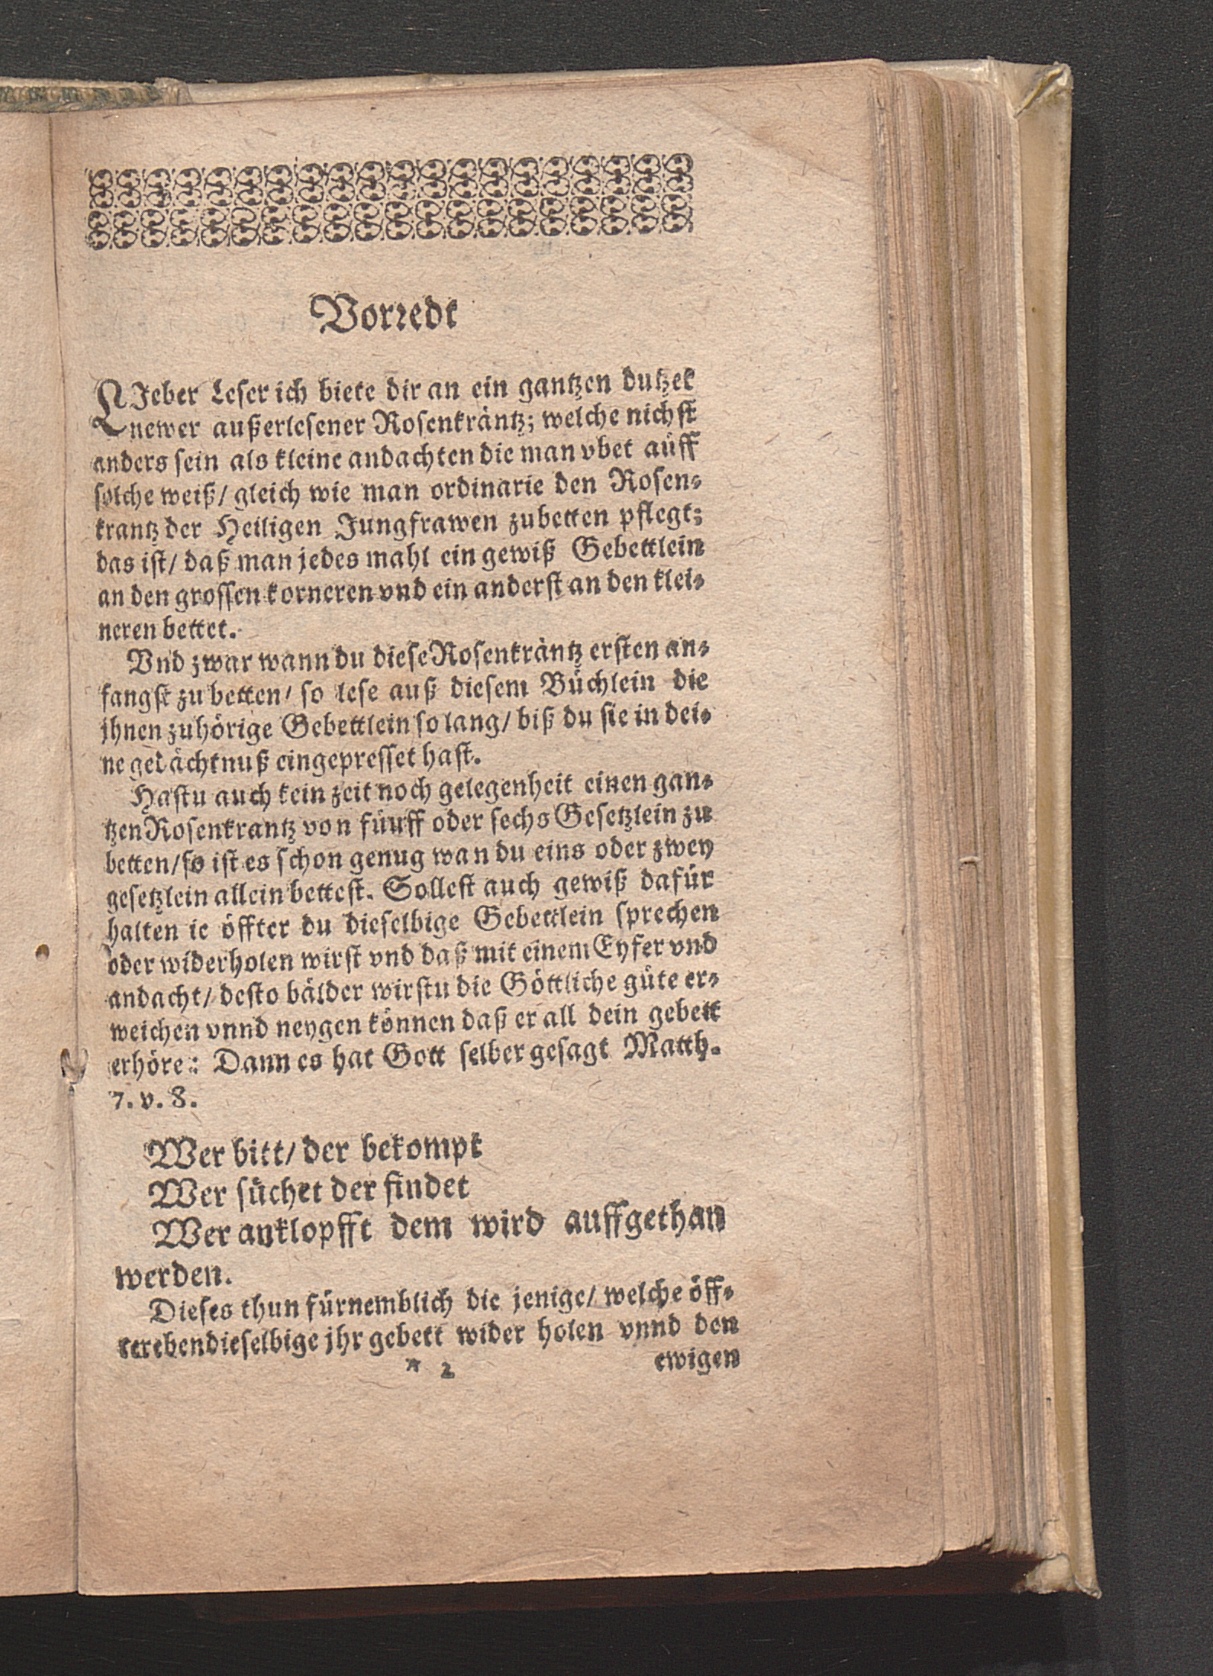 Vorrede
LIeber Leser ich biete dir an ein gantzen dutzet
newer außerlesener Rosenkräntz; welche nichst
anders sein als kleine andachten die man vbet auff
solche weiß/ gleich wie man ordinarie den Rosen⸗
krantz der Heiligen Jungfrawen zubetten pflegt;
das ist/ daß man jedes mahl ein gewiß Gebettlein
an den grossen korneren vnd ein anderst an den klei⸗
neren bettet.
Vnd zwar wann du diese Rosenkräntz ersten an⸗
fangst zu betten/ so lese auß diesem Büchlein die
jhnen zuhörige Gebettlein so lang/ biß du sie in dei⸗
ne gedächtnuß eingepresset hast.
Hastu auch kein zeit noch gelegenheit einen gan⸗
tzen Rosenkrantz von fünff oder sechs Gesetzlein zu
betten/ so ist es schon genug wan du eins oder zwey
gesetzlein allein bettest. Sollest auch gewiß dafür
halten ie öffter du dieselbige Gebettlein sprechen
oder widerholen wirst vnd daß mit einem Eyfer vnd
andacht/ desto bälder wirstu die Göttliche güte er⸗
weichen vnnd neygen können daß er all dein gebett
erhöre: Dann es hat Gott selber gesagt Matth.
7. v. 8.
Wer bitt/ der bekompt
Wer süchet der findet
Wer anklopfft dem wird auffgethan
werden.
Dieses thun fürnemblich die jenige/ welche öff⸗
ter ebendieselbige jhr gebett wider holen vnnd den
A 2 ewigen